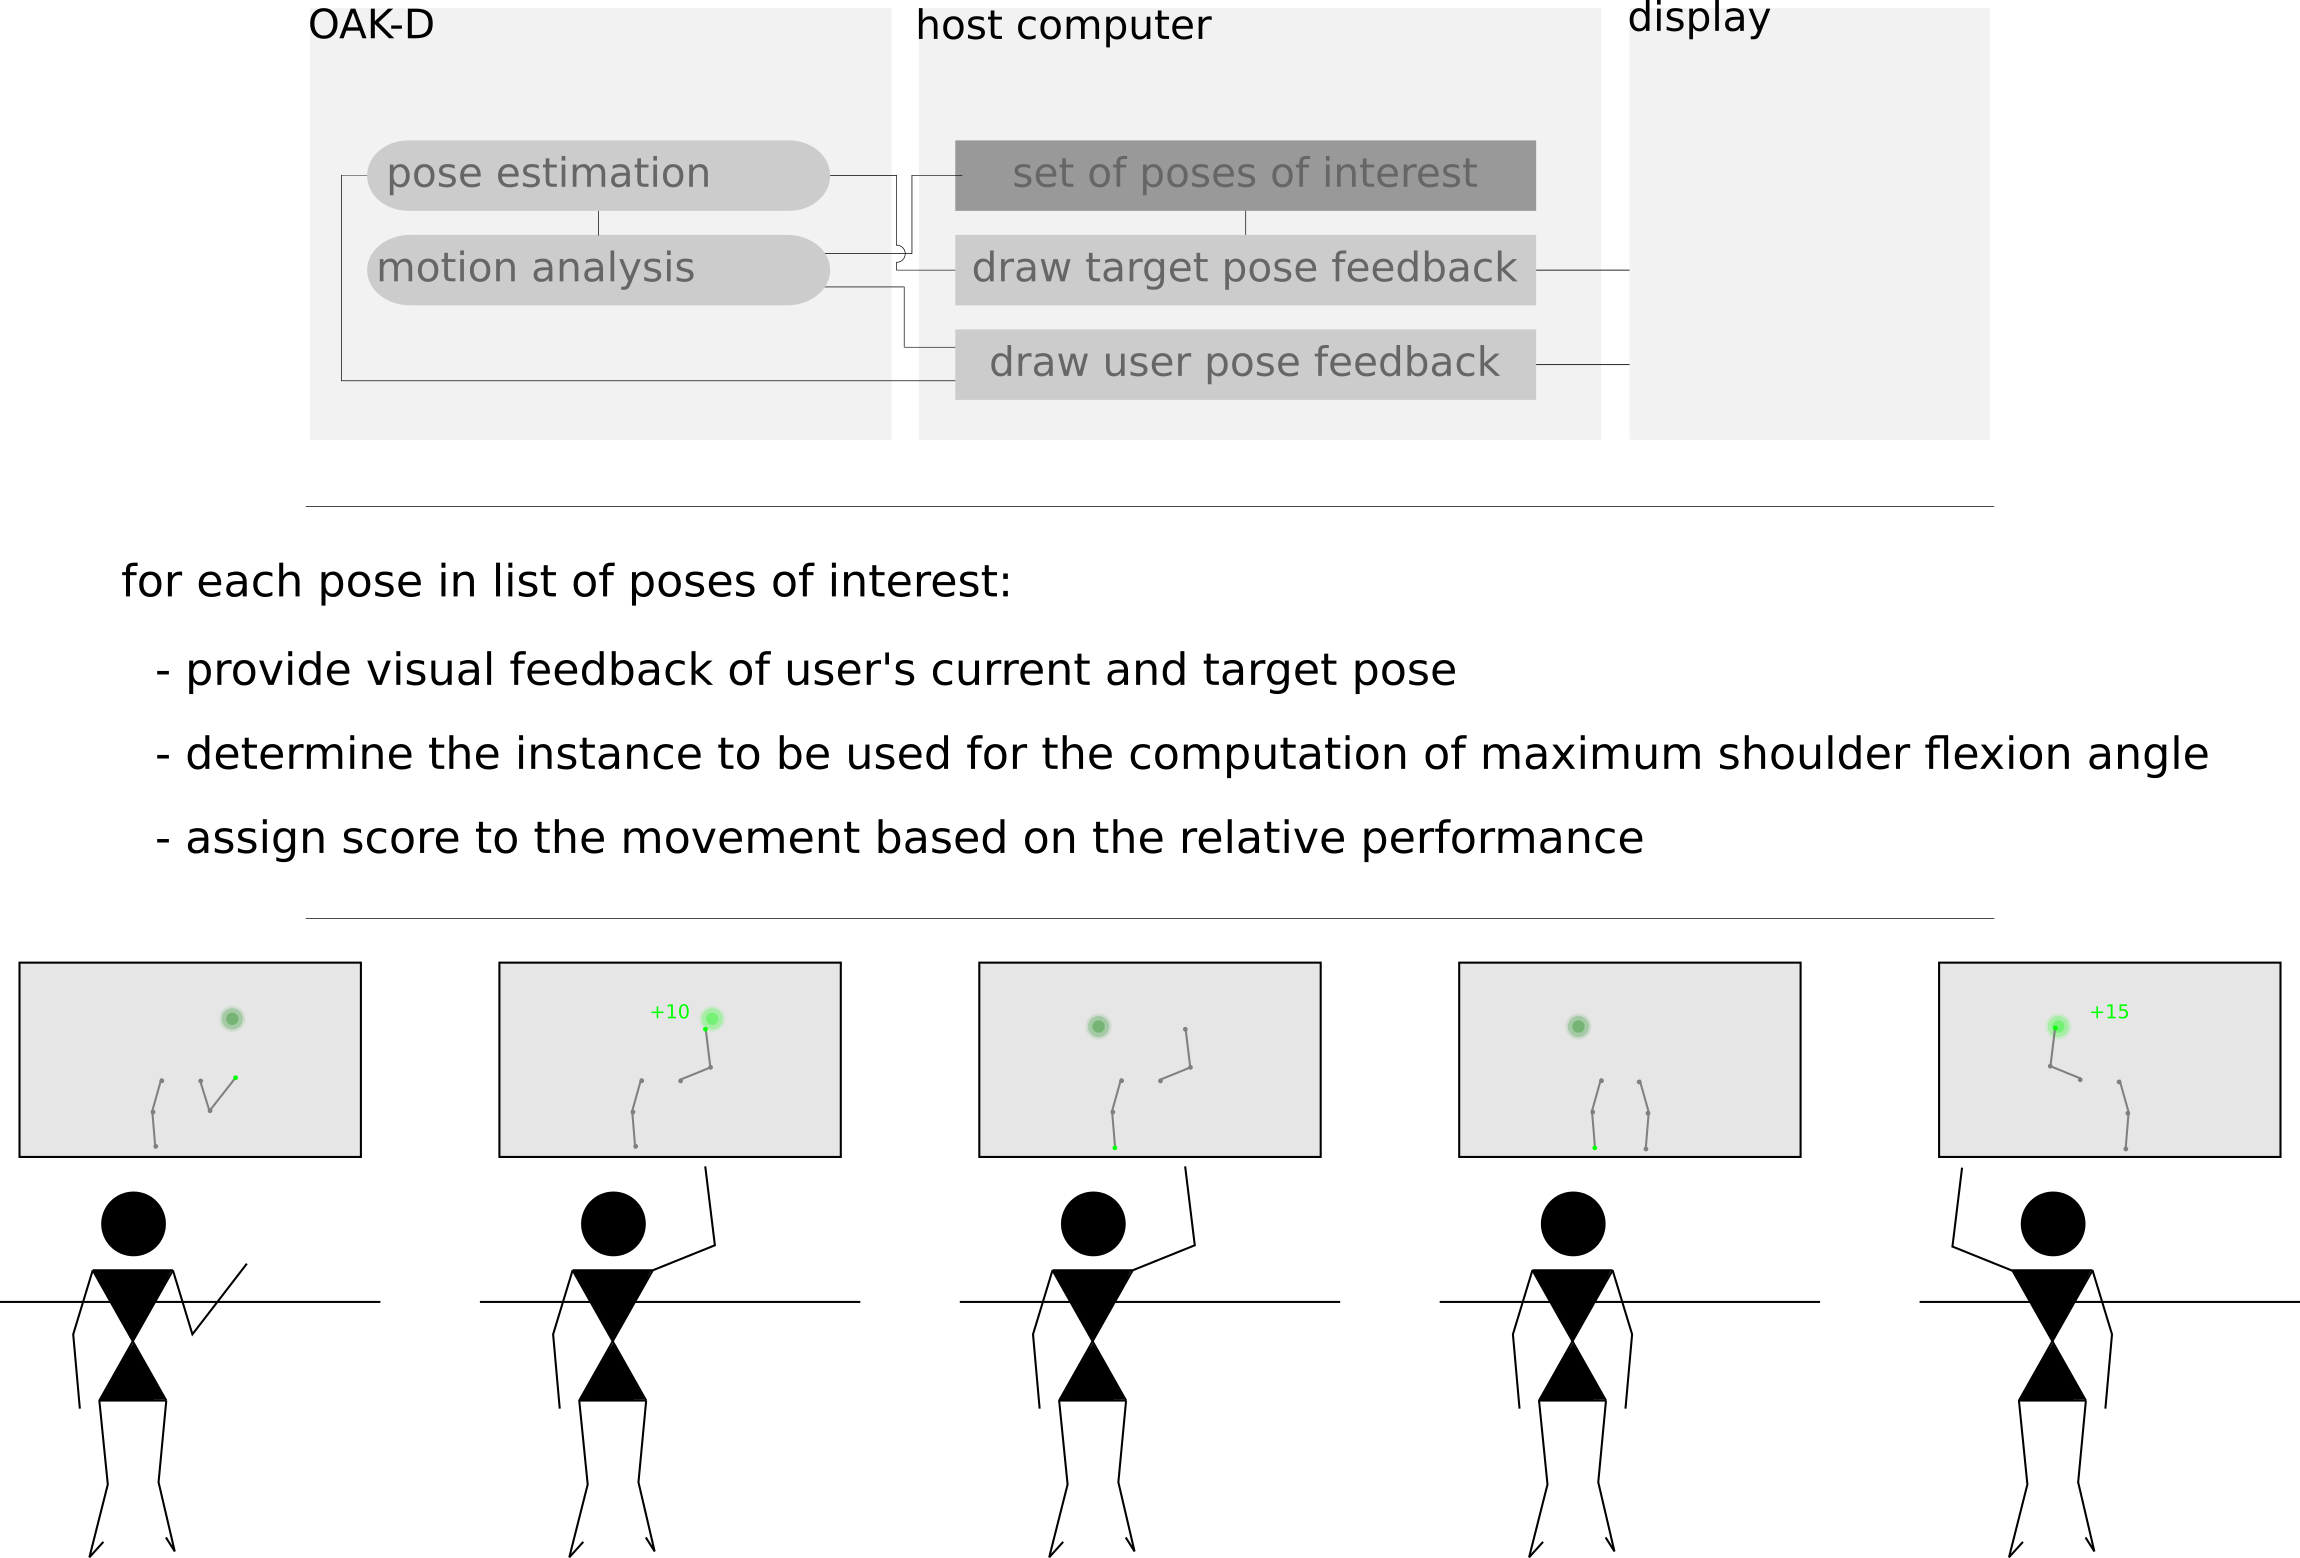 OAK-D
host computer
display
pose estimation
set of poses of interest
motion analysis
draw target pose feedback
draw user pose feedback
for each pose in list of poses of interest:
- provide visual feedback of user's current and target pose
- determine the instance to be used for the computation of maximum shoulder flexion angle
- assign score to the movement based on the relative performance
+10
+15